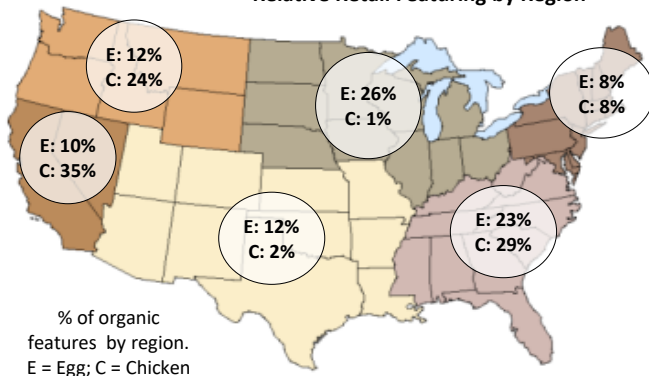 Relative Retail Featuring by Region
E: 12%
C: 24%
E: 26%
C: 1%
E: 8%
C: 8%
E: 10%
C: 35%
E: 12%
C: 2%
E: 23%
C: 29%
% of organic
features by region.
E = Egg; C = Chicken